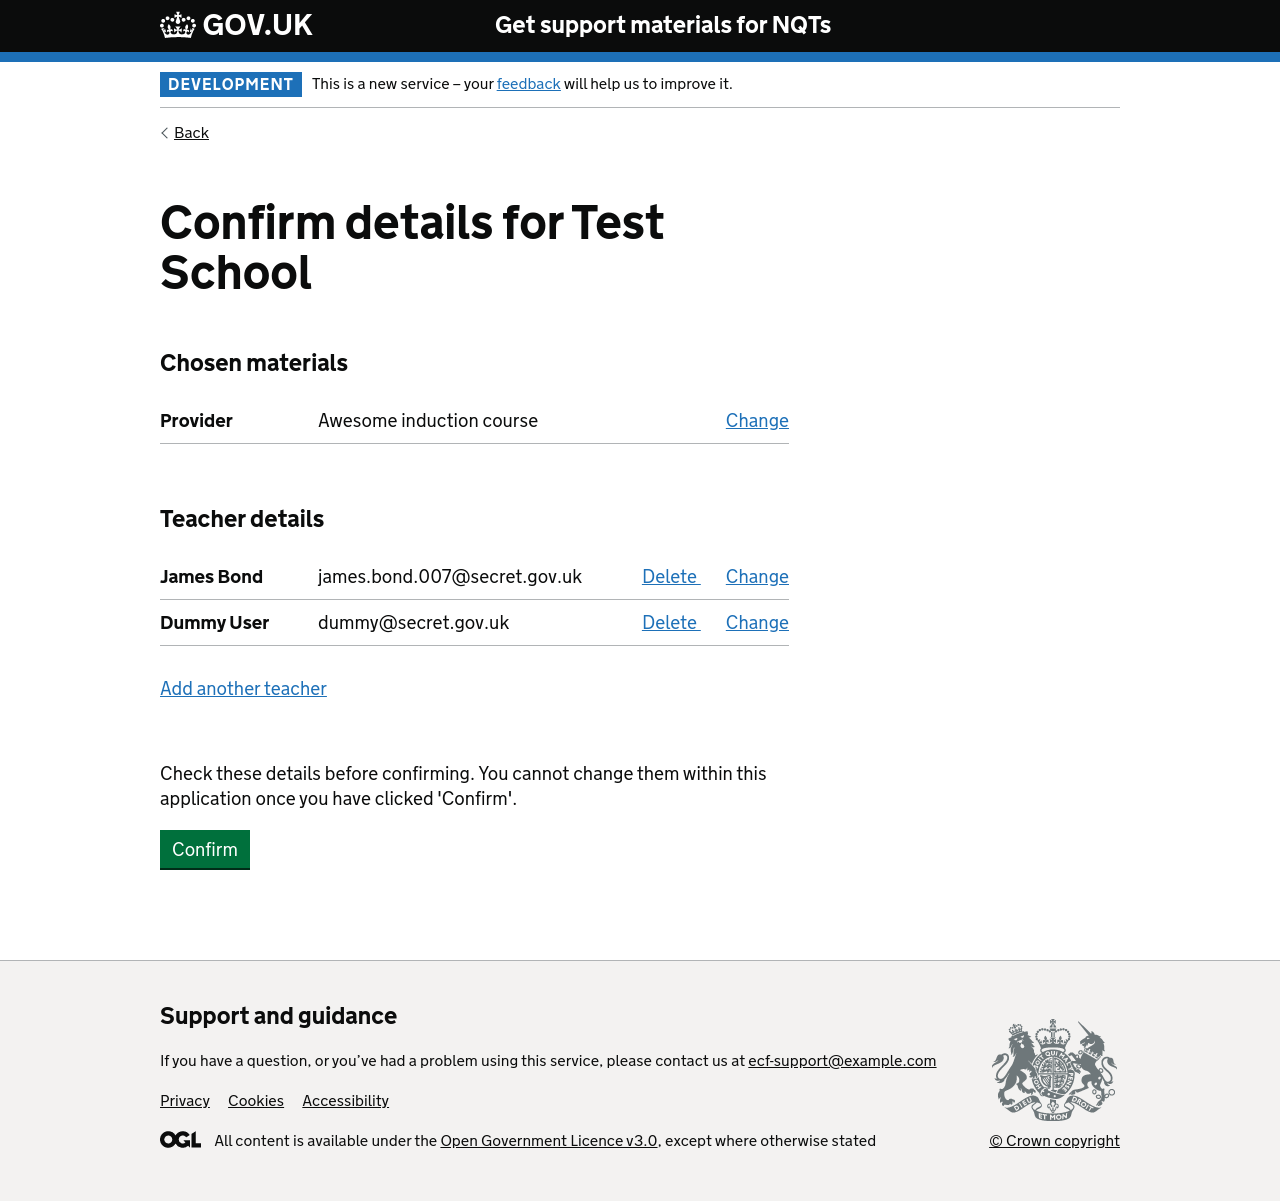 GOV.UK Get support materials for NQTs
DEVELOPMENT This is a new service – your feedback will help us to improve it.
Back
Confirm details for Test
School
Chosen materials
Provider Awesome induction course Change
Teacher details
James Bond james.bond.007@secret.gov.uk Delete Change
Dummy User dummy@secret.gov.uk Delete Change
Add another teacher
Check these details before confirming. You cannot change them within this
application once you have clicked 'Confirm'.
Confirm
Support and guidance
If you have a question, or you’ve had a problem using this service, please contact us at ecf-support@example.com
Privacy Cookies Accessibility
OGL All content is available under the Open Government Licence v3.0, except where otherwise stated
© Crown copyright